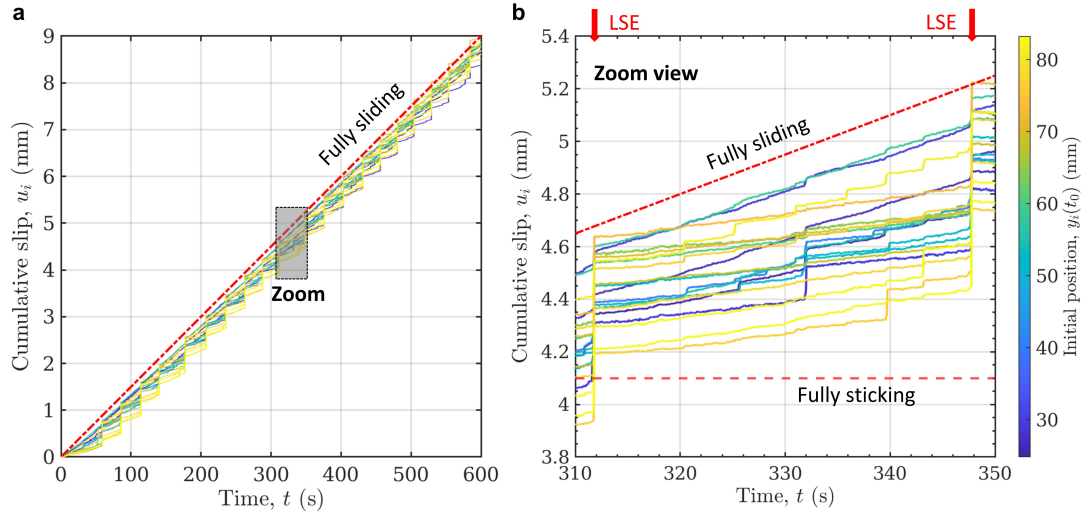 a
Cumulative slip, u_i (mm)
9
8
7
6
5
4
3
2
1
0
Fully sliding
Zoom
0 100 200 300 400 500 600
Time, t (s)
b
LSE LSE
Cumulative slip, u_i (mm)
5.4
5.2
5
4.8
4.6
4.4
4.2
4
3.8
Zoom view
Fully sliding
Fully sticking
310 320 330 340 350
Time, t (s)
80
70
60
50
40
30
Initial position, y_i(t_0) (mm)